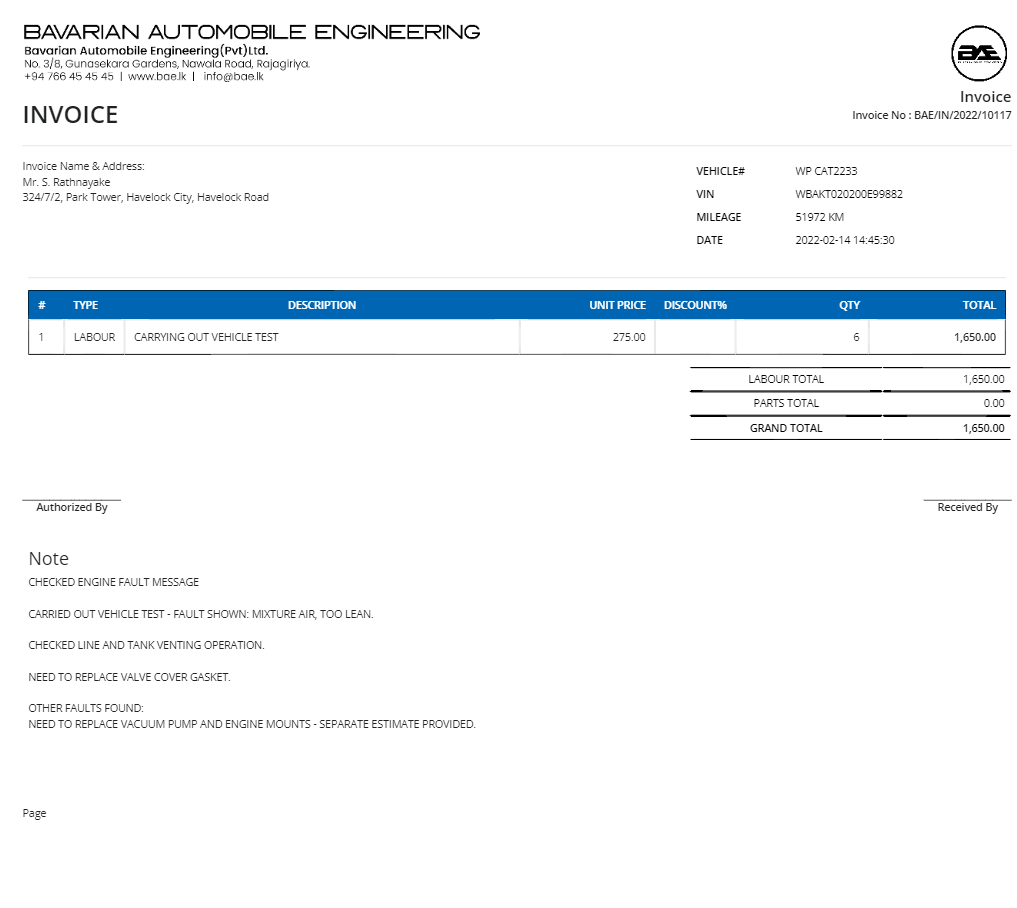 BAVARIAN AUTOMOBILE ENGINEERING
Bavarian Automobile Engineering(Pvt)Ltd.
No. 3/8, Gunasekara Gardens, Nawala Road, Rajagiriya.
+94 766 45 45 45 | www.bae.lk | info@bae.lk
BAE
Invoice
INVOICE
Invoice No : BAE/IN/2022/10117
Invoice Name & Address:
Mr. S. Rathnayake
324/7/2, Park Tower, Havelock City, Havelock Road
VEHICLE# WP CAT2233
VIN WBAKT020200E99882
MILEAGE 51972 KM
DATE 2022-02-14 14:45:30
# TYPE DESCRIPTION UNIT PRICE DISCOUNT% QTY TOTAL
1 LABOUR CARRYING OUT VEHICLE TEST 275.00 6 1,650.00
LABOUR TOTAL 1,650.00
PARTS TOTAL 0.00
GRAND TOTAL 1,650.00
Authorized By Received By
Note
CHECKED ENGINE FAULT MESSAGE
CARRIED OUT VEHICLE TEST - FAULT SHOWN: MIXTURE AIR, TOO LEAN.
CHECKED LINE AND TANK VENTING OPERATION.
NEED TO REPLACE VALVE COVER GASKET.
OTHER FAULTS FOUND:
NEED TO REPLACE VACUUM PUMP AND ENGINE MOUNTS - SEPARATE ESTIMATE PROVIDED.
Page